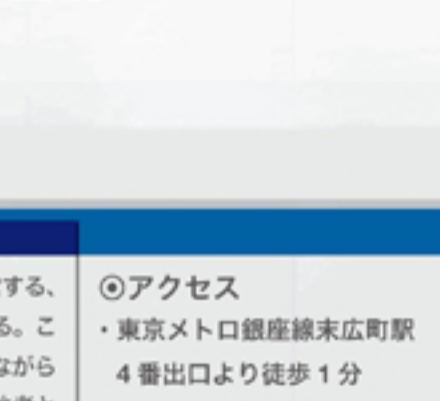 する、
る。こ
ながら
◉アクセス
・東京メトロ銀座線末広町駅
4番出口より徒歩1分